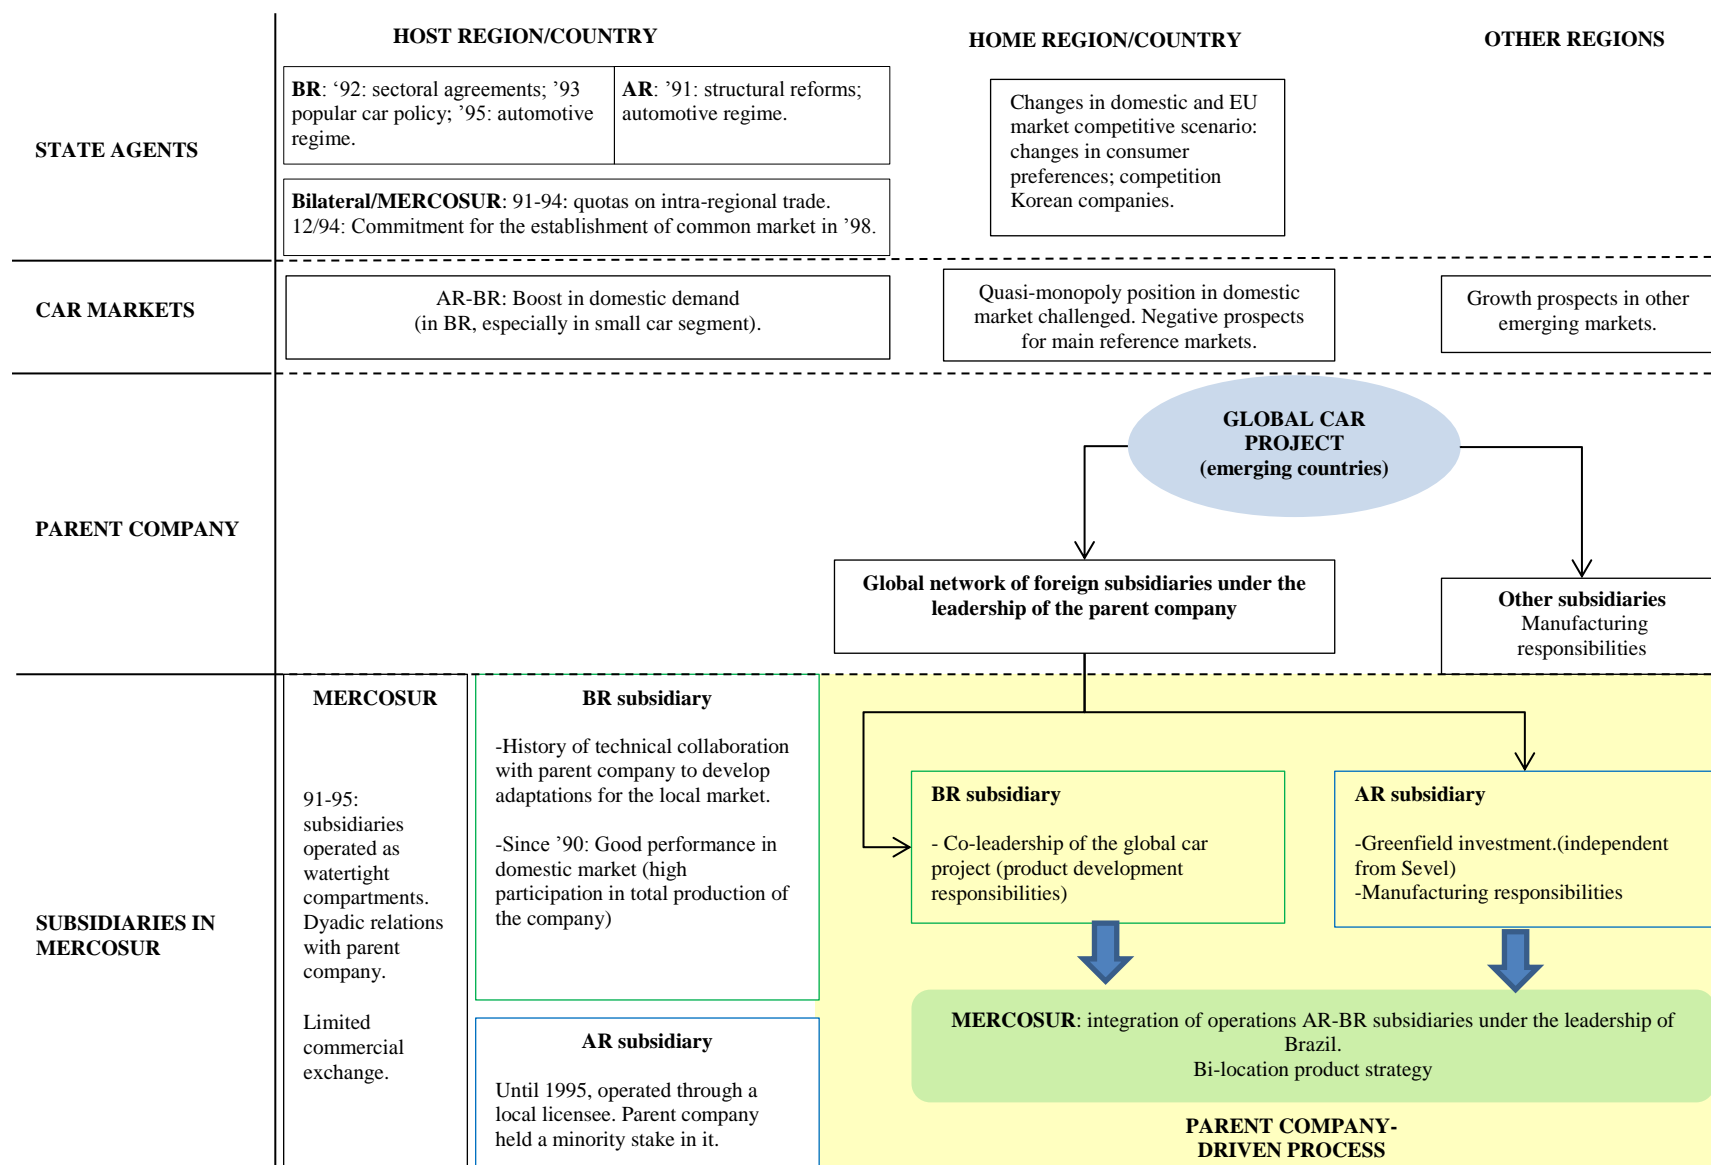 HOST REGION/COUNTRY
HOME REGION/COUNTRY
OTHER REGIONS
STATE AGENTS
BR: ‘92: sectoral agreements; ’93
popular car policy; ’95: automotive
regime.
AR: ’91: structural reforms;
automotive regime.
Bilateral/MERCOSUR: 91-94: quotas on intra-regional trade.
12/94: Commitment for the establishment of common market in ’98.
Changes in domestic and EU
market competitive scenario:
changes in consumer
preferences; competition
Korean companies.
CAR MARKETS
AR-BR: Boost in domestic demand
(in BR, especially in small car segment).
Quasi-monopoly position in domestic
market challenged. Negative prospects
for main reference markets.
Growth prospects in other
emerging markets.
PARENT COMPANY
GLOBAL CAR
PROJECT
(emerging countries)
Global network of foreign subsidiaries under the
leadership of the parent company
Other subsidiaries
Manufacturing
responsibilities
SUBSIDIARIES IN
MERCOSUR
MERCOSUR
91-95:
subsidiaries
operated as
watertight
compartments.
Dyadic relations
with parent
company.
Limited
commercial
exchange.
BR subsidiary
-History of technical collaboration
with parent company to develop
adaptations for the local market.
-Since ’90: Good performance in
domestic market (high
participation in total production of
the company)
AR subsidiary
Until 1995, operated through a
local licensee. Parent company
held a minority stake in it.
BR subsidiary
- Co-leadership of the global car
project (product development
responsibilities)
AR subsidiary
-Greenfield investment.(independent
from Sevel)
-Manufacturing responsibilities
MERCOSUR: integration of operations AR-BR subsidiaries under the leadership of
Brazil.
Bi-location product strategy
PARENT COMPANY-
DRIVEN PROCESS